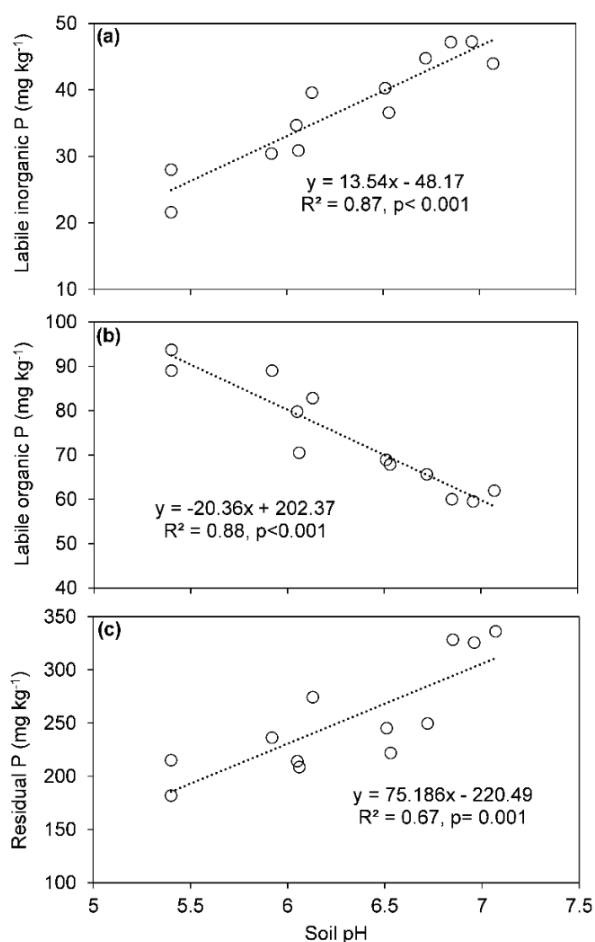 (a)
Labile inorganic P (mg kg⁻¹)
50
40
30
20
10
y = 13.54x - 48.17
R² = 0.87, p< 0.001
(b)
Labile organic P (mg kg⁻¹)
100
90
80
70
60
50
40
y = -20.36x + 202.37
R² = 0.88, p<0.001
(c)
Residual P (mg kg⁻¹)
350
300
250
200
150
100
y = 75.186x - 220.49
R² = 0.67, p= 0.001
5 5.5 6 6.5 7 7.5
Soil pH